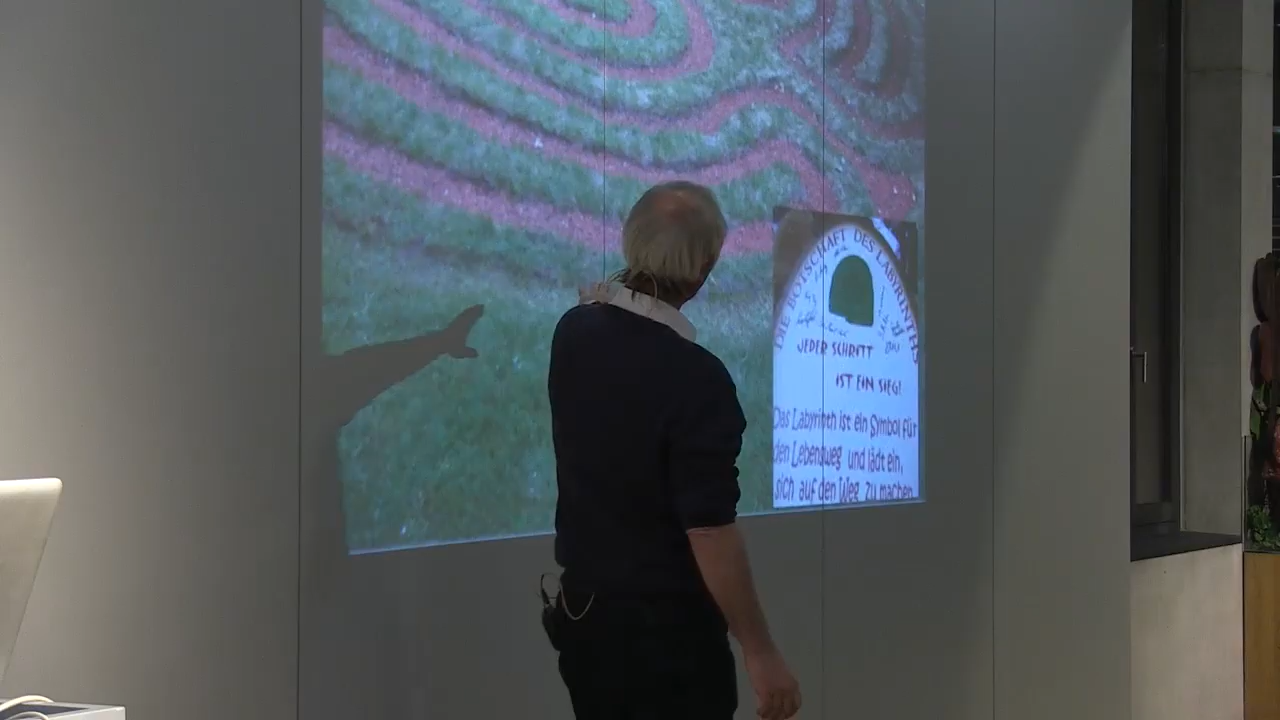 DIE BOTSCHAFT DES LABYRINTHS
JEDER SCHRITT
IST EIN SIEG!
Das Labyrinth ist ein Symbol für
den Lebensweg und lädt ein,
sich auf den Weg zu machen